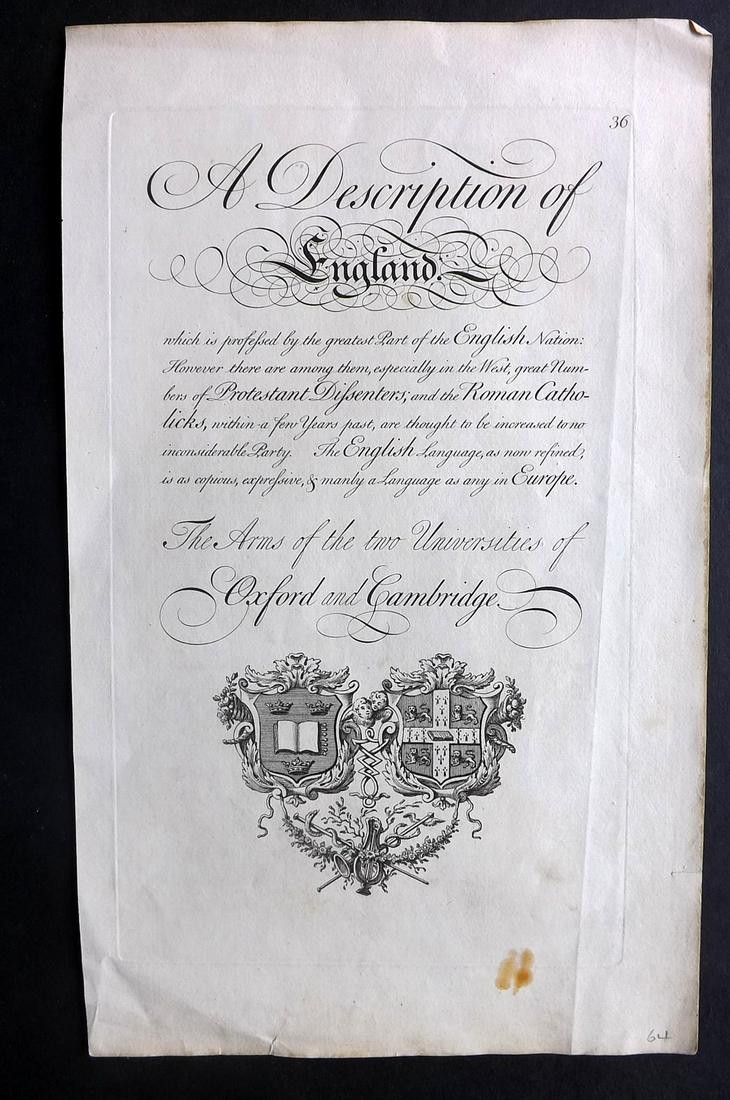 36
A Description of
England.
which is profeſsed by the greatest Part of the English Nation:
However there are among them, especially in the West, great Num-
bers of Protestant Diſsenters; and the Roman Catho-
licks, within a few Years past, are thought to be increased to no
inconsiderable Party. The English Language, as now refined,
is as copious, expreſsive, & manly a Language as any in Europe.
The Arms of the two Universities of
Oxford and Cambridge.
64